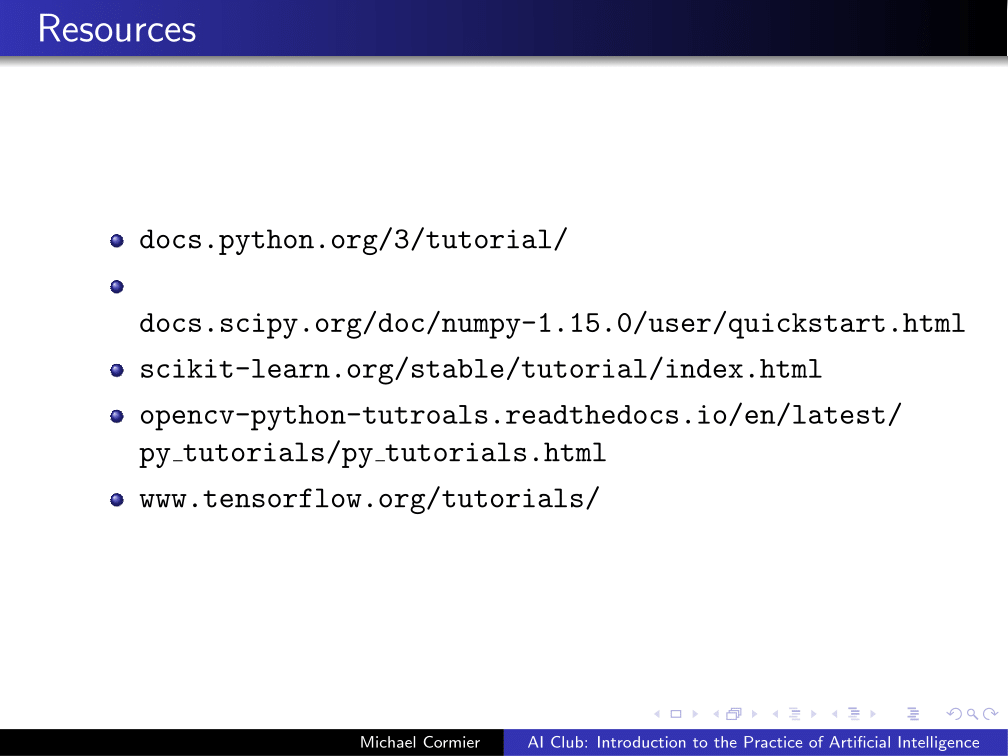 Resources
docs.python.org/3/tutorial/
docs.scipy.org/doc/numpy-1.15.0/user/quickstart.html
scikit-learn.org/stable/tutorial/index.html
opencv-python-tutroals.readthedocs.io/en/latest/
py_tutorials/py_tutorials.html
www.tensorflow.org/tutorials/
Michael Cormier
AI Club: Introduction to the Practice of Artificial Intelligence